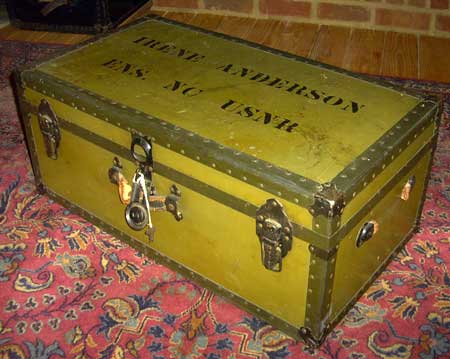 IRENE ANDERSON
ENS. NC USNR